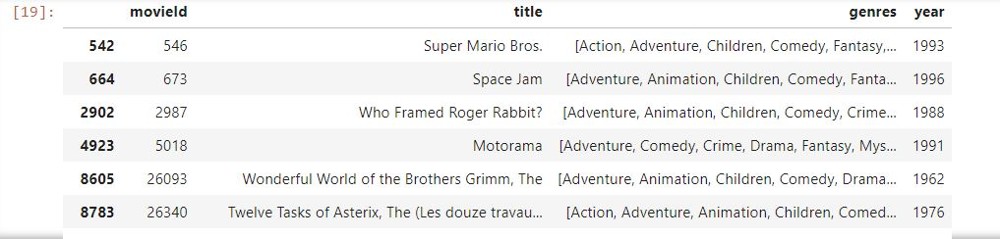 [19]: movieId title genres year
542 546 Super Mario Bros. [Action, Adventure, Children, Comedy, Fantasy,... 1993
664 673 Space Jam [Adventure, Animation, Children, Comedy, Fanta... 1996
2902 2987 Who Framed Roger Rabbit? [Adventure, Animation, Children, Comedy, Crime... 1988
4923 5018 Motorama [Adventure, Comedy, Crime, Drama, Fantasy, Mys... 1991
8605 26093 Wonderful World of the Brothers Grimm, The [Adventure, Animation, Children, Comedy, Drama... 1962
8783 26340 Twelve Tasks of Asterix, The (Les douze travau... [Action, Adventure, Animation, Children, Comed... 1976